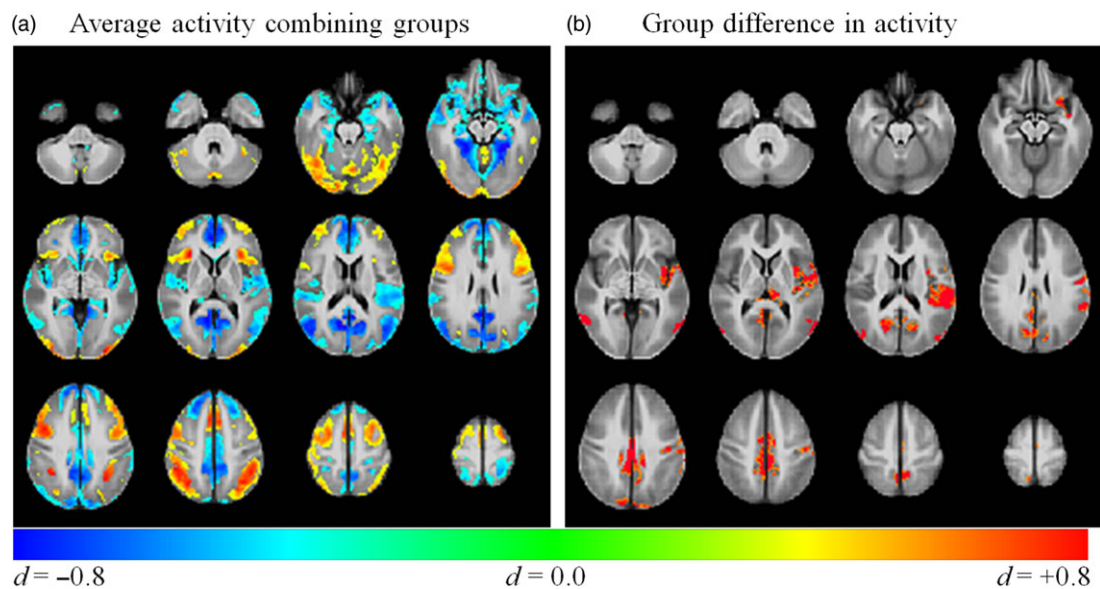 (a) Average activity combining groups
(b) Group difference in activity
d = –0.8 d = 0.0 d = +0.8